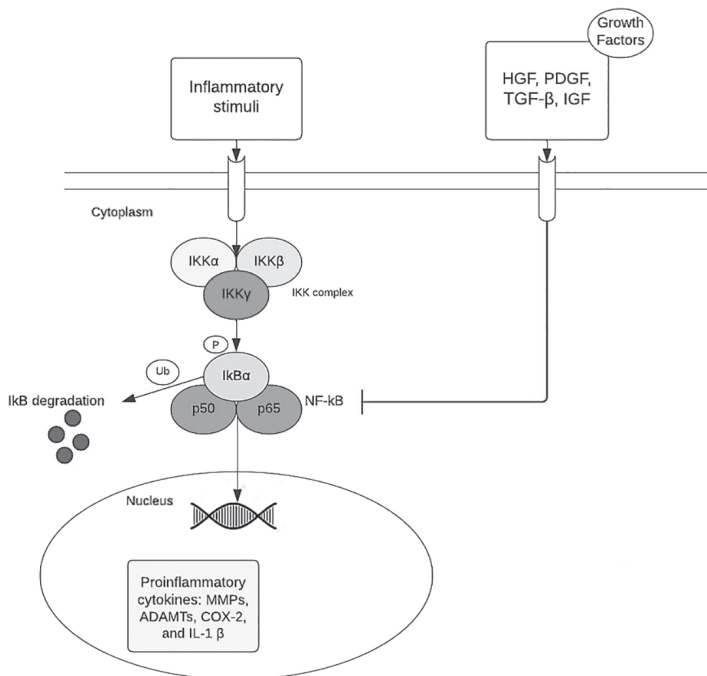 Growth
Factors
Inflammatory
stimuli
HGF, PDGF,
TGF-β, IGF
Cytoplasm
IKKα
IKKβ
IKKγ
IKK complex
P
Ub
IkBα
IkB degradation
p50
p65
NF-kB
Nucleus
Proinflammatory
cytokines: MMPs,
ADAMTs, COX-2,
and IL-1 β